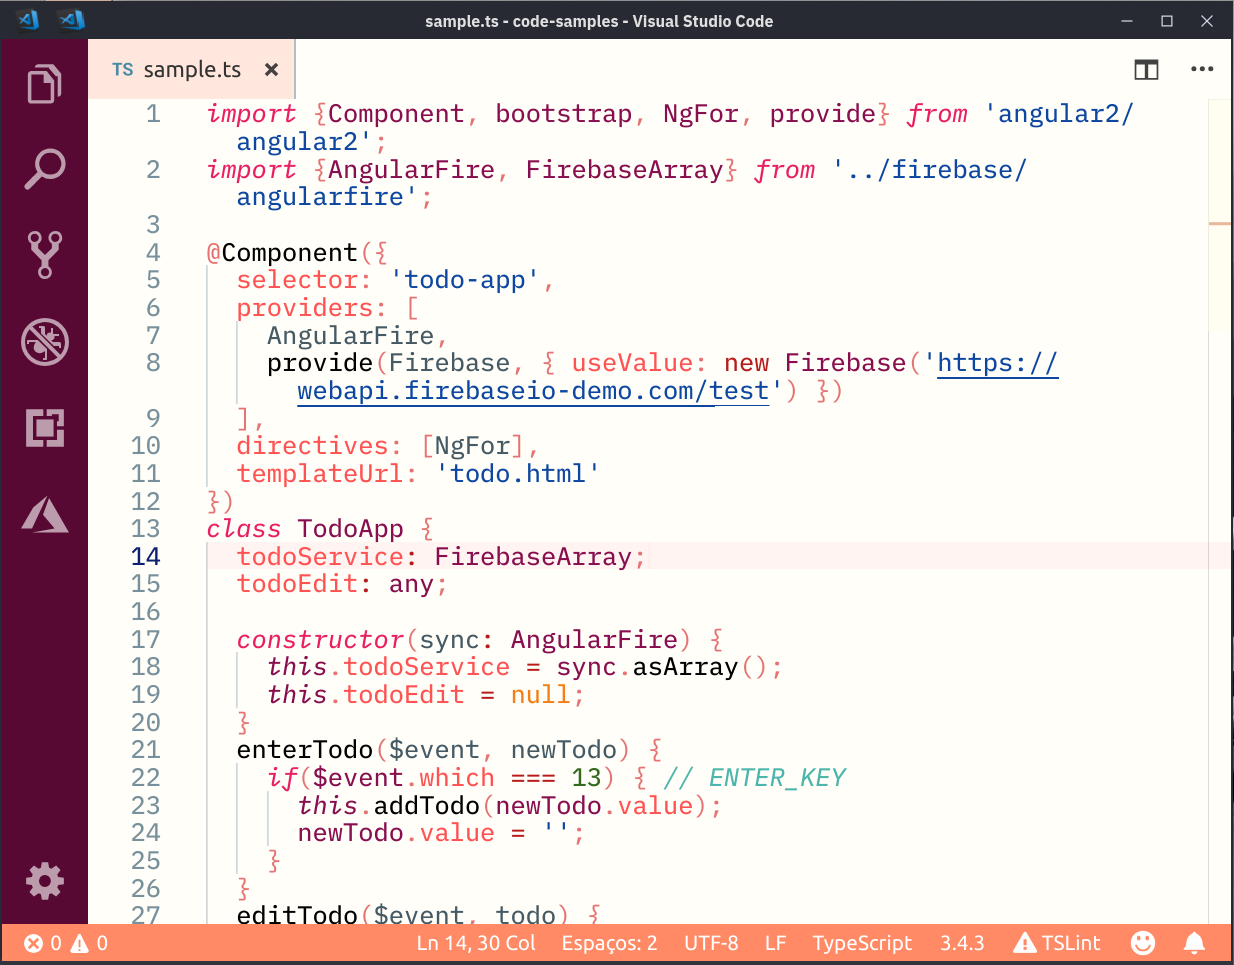 sample.ts - code-samples - Visual Studio Code
TS sample.ts ×
1 import {Component, bootstrap, NgFor, provide} from 'angular2/
angular2';
2 import {AngularFire, FirebaseArray} from '../firebase/
angularfire';
3
4 @Component({
5 selector: 'todo-app',
6 providers: [
7 AngularFire,
8 provide(Firebase, { useValue: new Firebase('https://
webapi.firebaseio-demo.com/test') })
9 ],
10 directives: [NgFor],
11 templateUrl: 'todo.html'
12 })
13 class TodoApp {
14 todoService: FirebaseArray;
15 todoEdit: any;
16
17 constructor(sync: AngularFire) {
18 this.todoService = sync.asArray();
19 this.todoEdit = null;
20 }
21 enterTodo($event, newTodo) {
22 if($event.which === 13) { // ENTER_KEY
23 this.addTodo(newTodo.value);
24 newTodo.value = '';
25 }
26 }
27 editTodo($event, todo) {
0 0 Ln 14, 30 Col Espaços: 2 UTF-8 LF TypeScript 3.4.3 TSLint